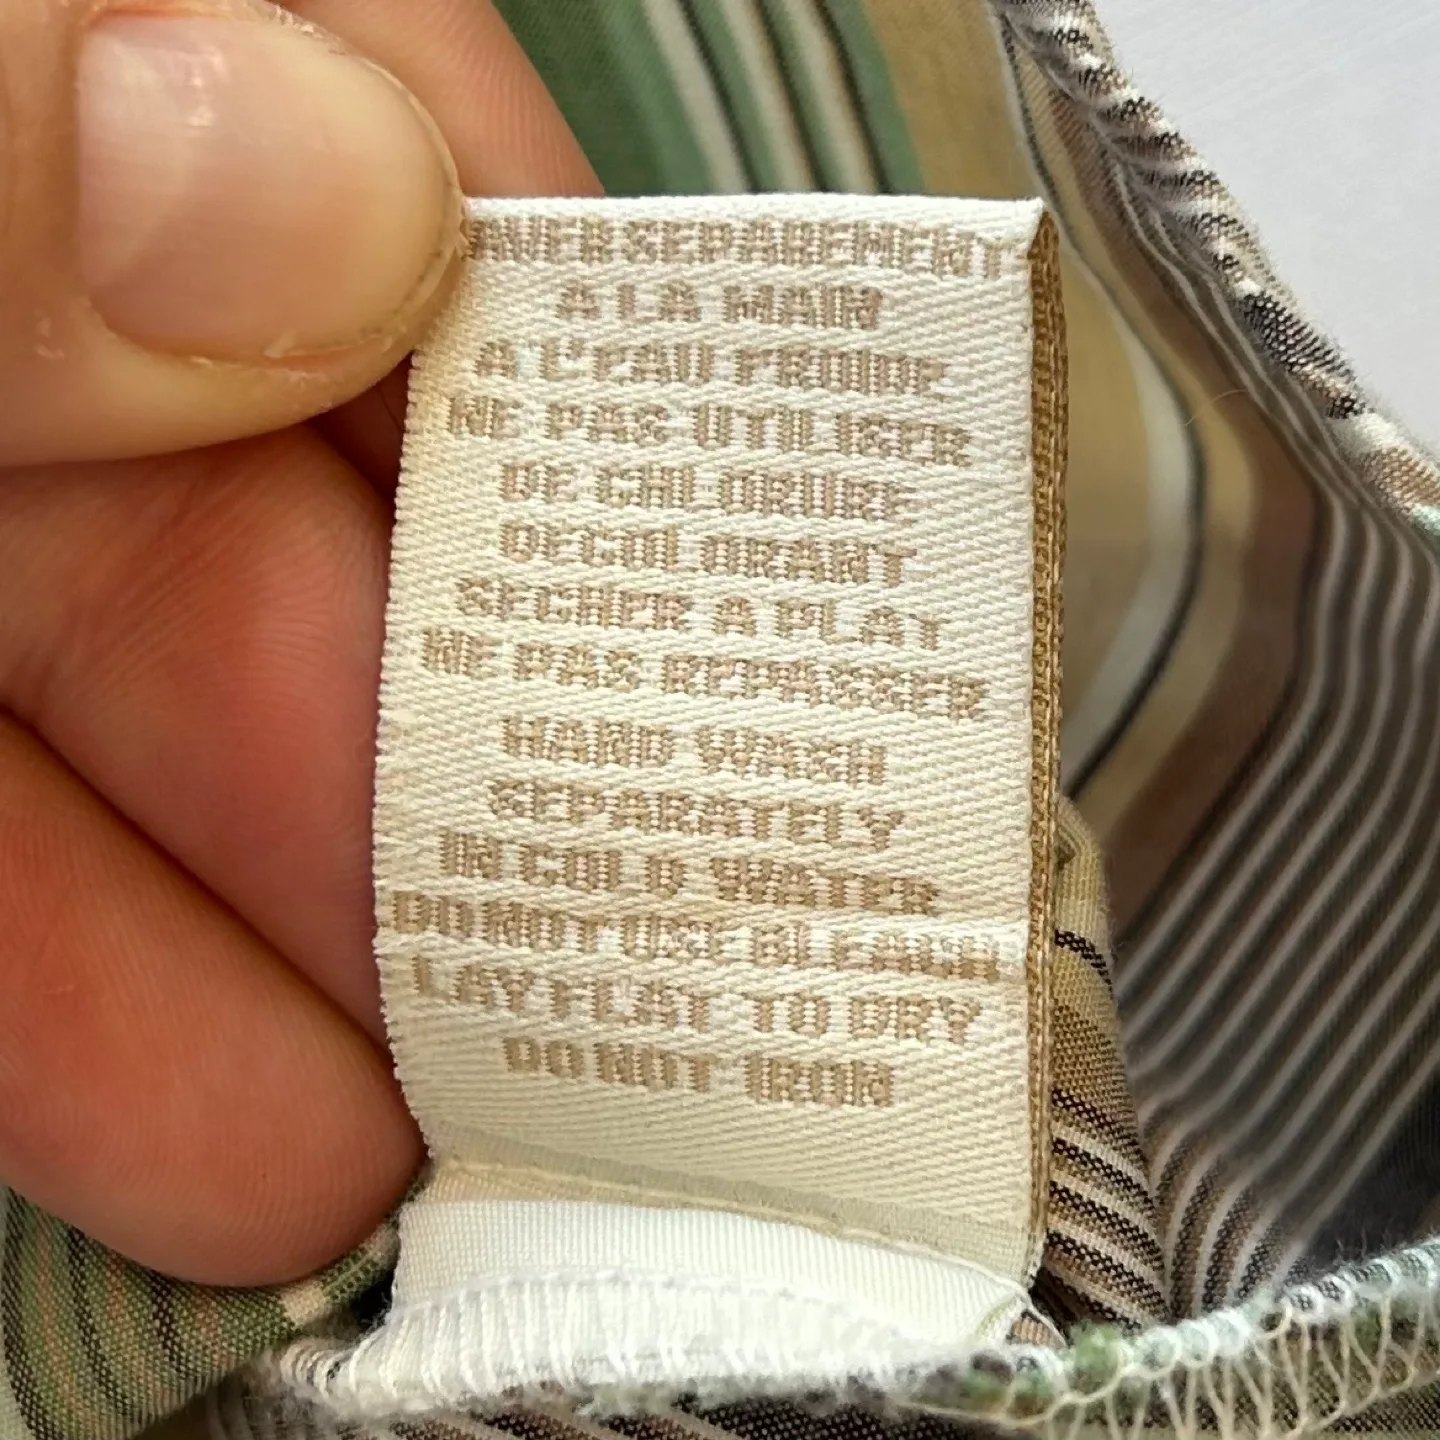 LAVER SEPAREMENT
A LA MAIN
A L'EAU FROIDE
NE PAS UTILISER
DE CHLORURE
DECOLORANT
SECHER A PLAT
NE PAS REPASSER
HAND WASH
SEPARATELY
IN COLD WATER
DO NOT USE BLEACH
LAY FLAT TO DRY
DO NOT IRON